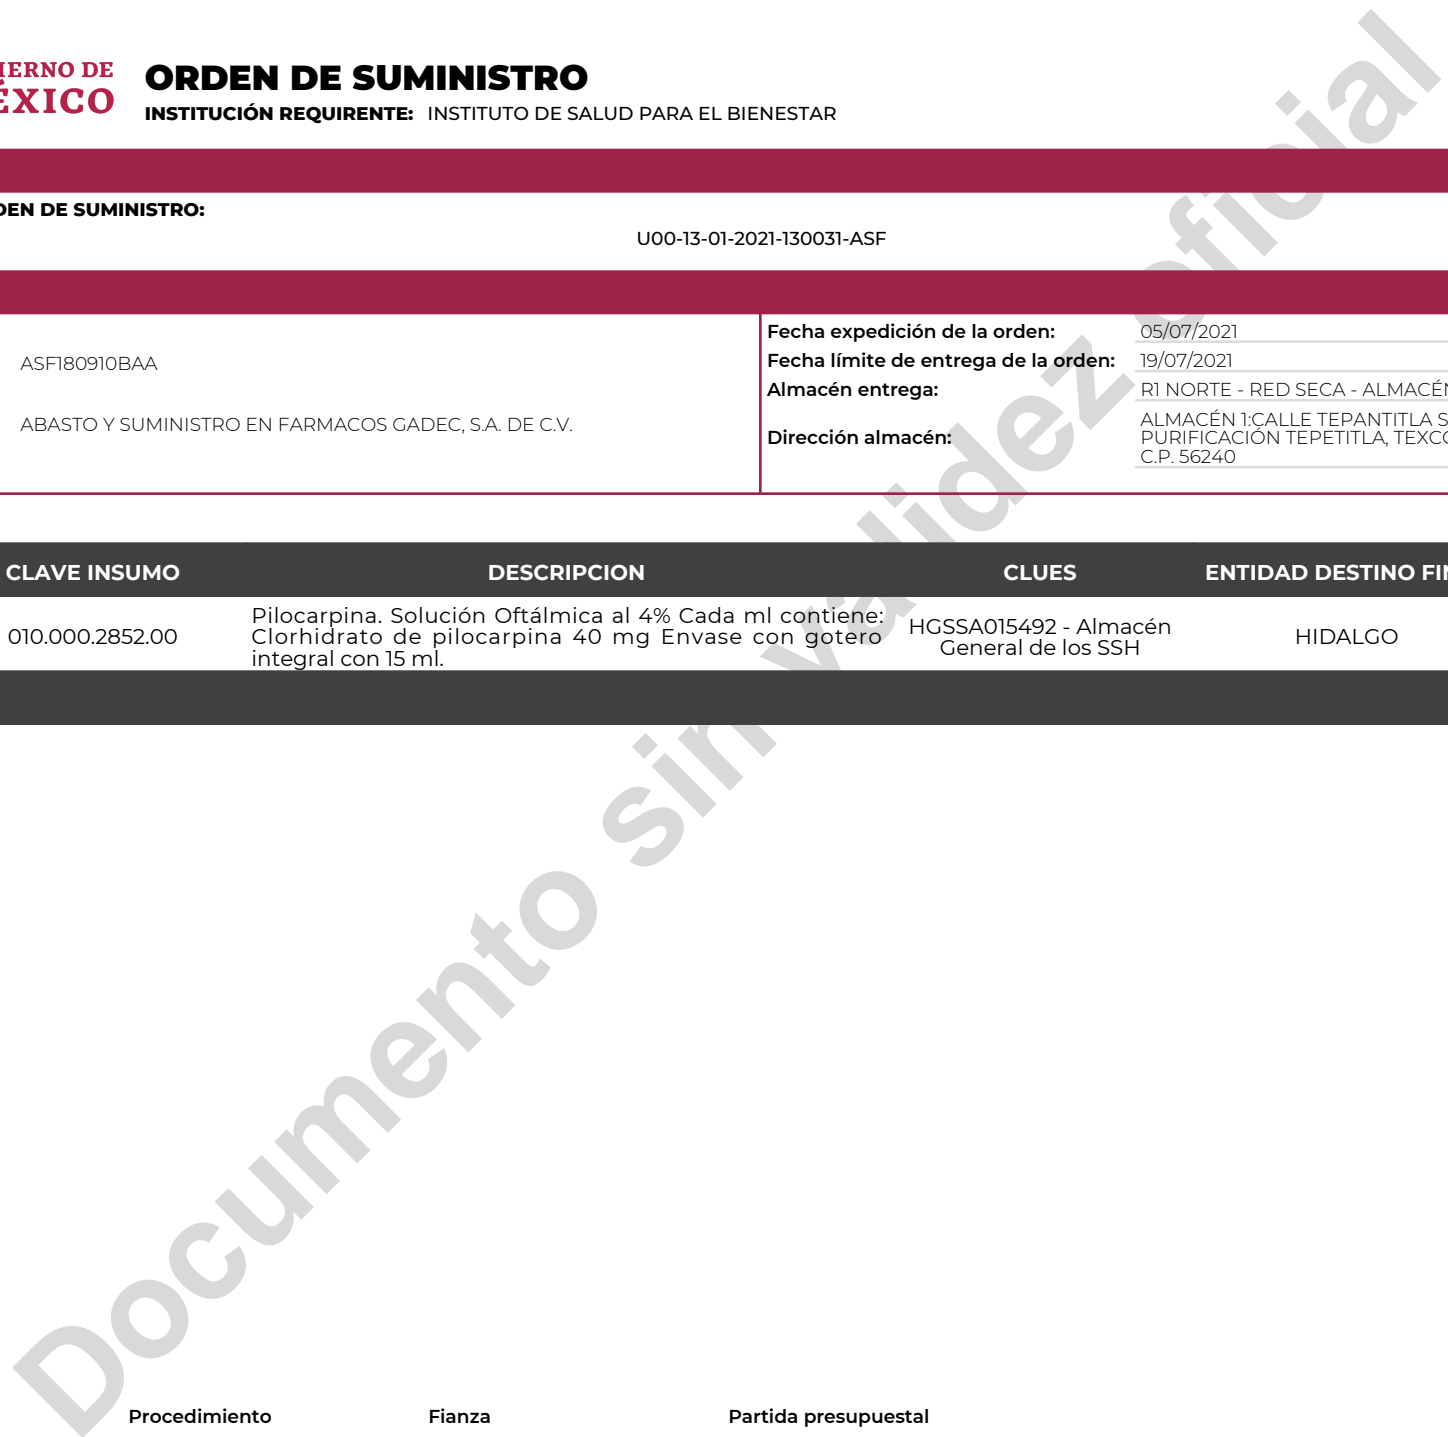 IERNO DE
ÉXICO
ORDEN DE SUMINISTRO
INSTITUCIÓN REQUIRENTE: INSTITUTO DE SALUD PARA EL BIENESTAR
DEN DE SUMINISTRO:
U00-13-01-2021-130031-ASF
ASF180910BAA
ABASTO Y SUMINISTRO EN FARMACOS GADEC, S.A. DE C.V.
Fecha expedición de la orden: 05/07/2021
Fecha límite de entrega de la orden: 19/07/2021
Almacén entrega: R1 NORTE - RED SECA - ALMACÉN
Dirección almacén: ALMACÉN 1:CALLE TEPANTITLA S
PURIFICACIÓN TEPETITLA, TEXCO
C.P. 56240
CLAVE INSUMO DESCRIPCION CLUES ENTIDAD DESTINO FIN
010.000.2852.00
Pilocarpina. Solución Oftálmica al 4% Cada ml contiene:
Clorhidrato de pilocarpina 40 mg Envase con gotero
integral con 15 ml.
HGSSA015492 - Almacén
General de los SSH
HIDALGO
Documento sin validez oficial
Procedimiento Fianza Partida presupuestal